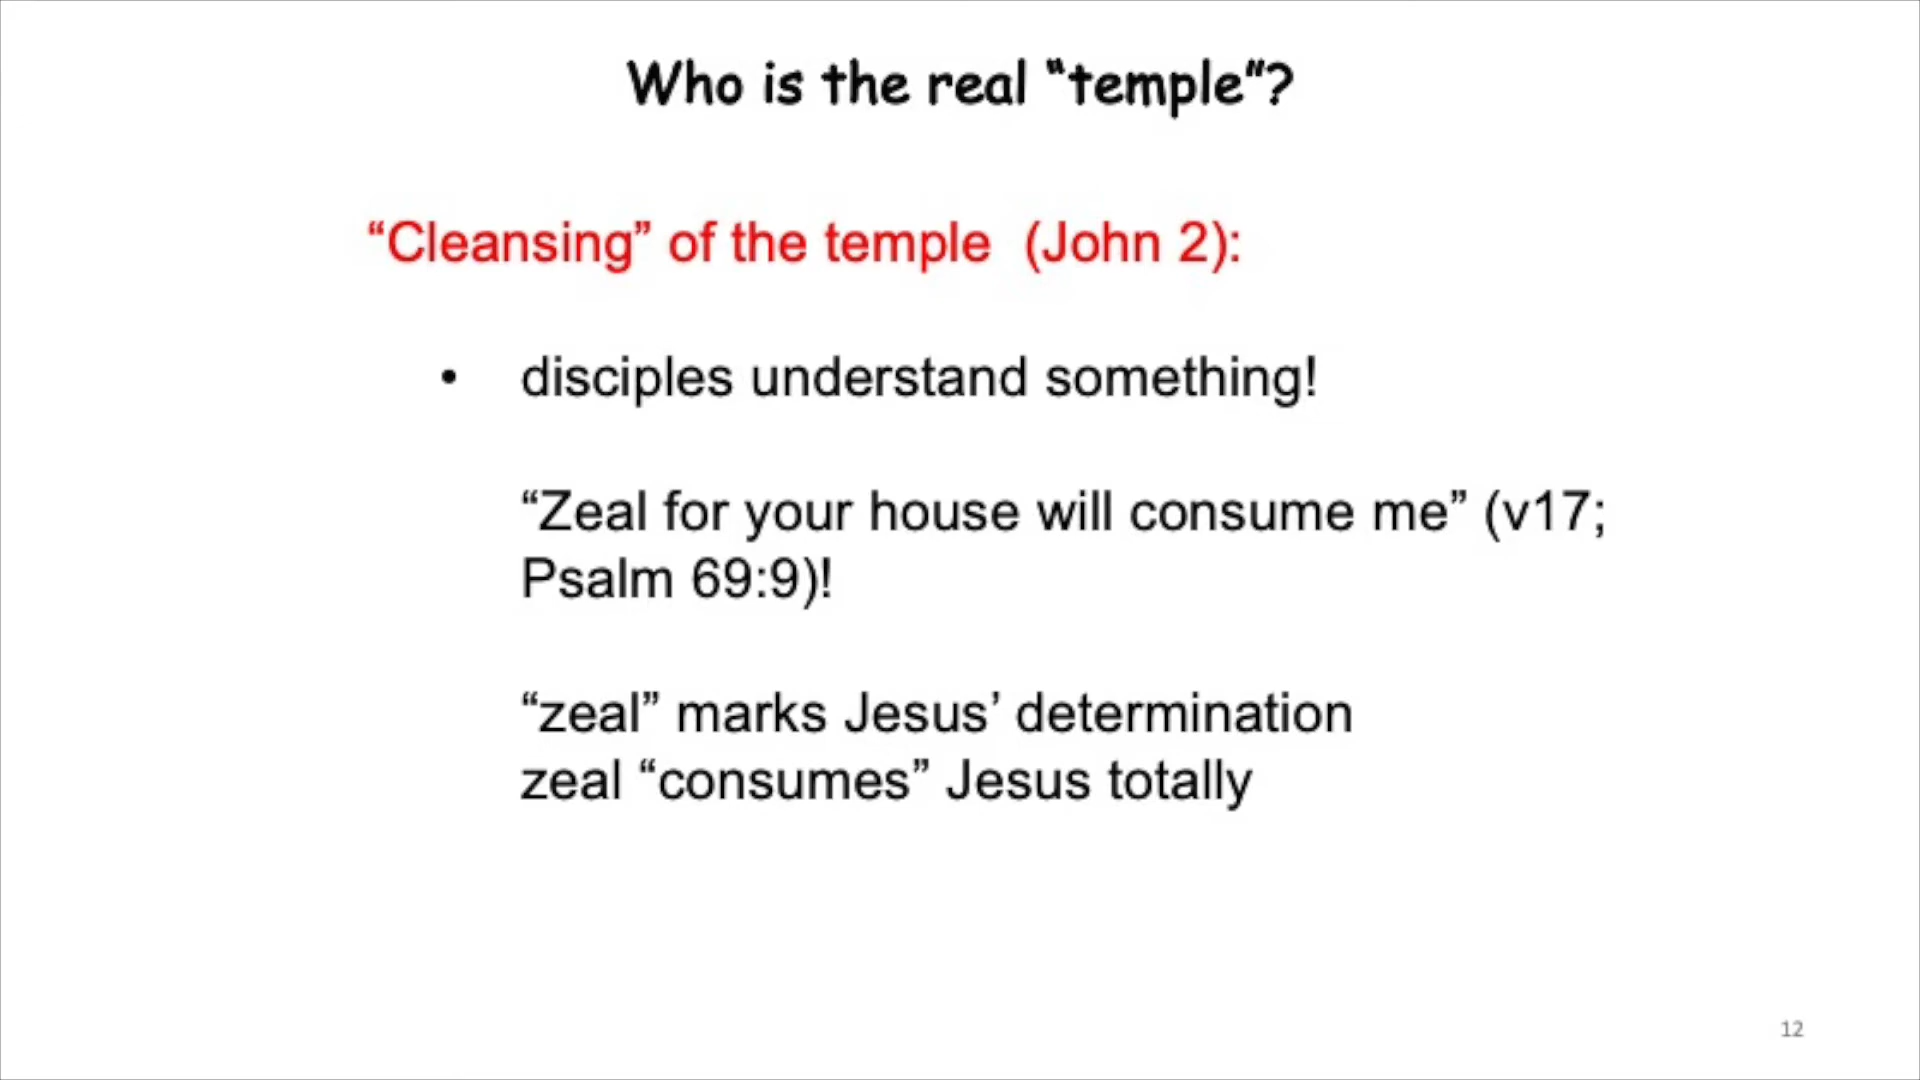 Who is the real “temple”?
“Cleansing” of the temple (John 2):
• disciples understand something!
“Zeal for your house will consume me” (v17;
Psalm 69:9)!
“zeal” marks Jesus’ determination
zeal “consumes” Jesus totally
12